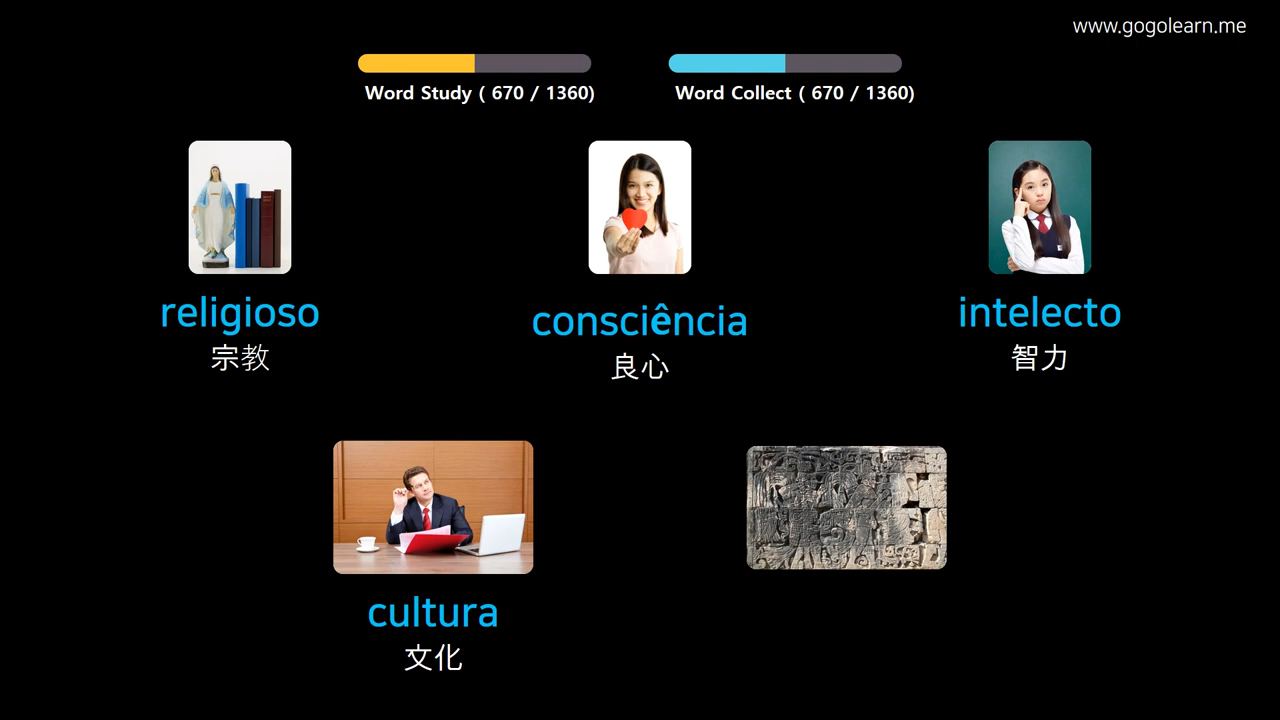 www.gogolearn.me
Word Study ( 670 / 1360)
Word Collect ( 670 / 1360)
religioso
宗教
consciência
良心
intelecto
智力
cultura
文化